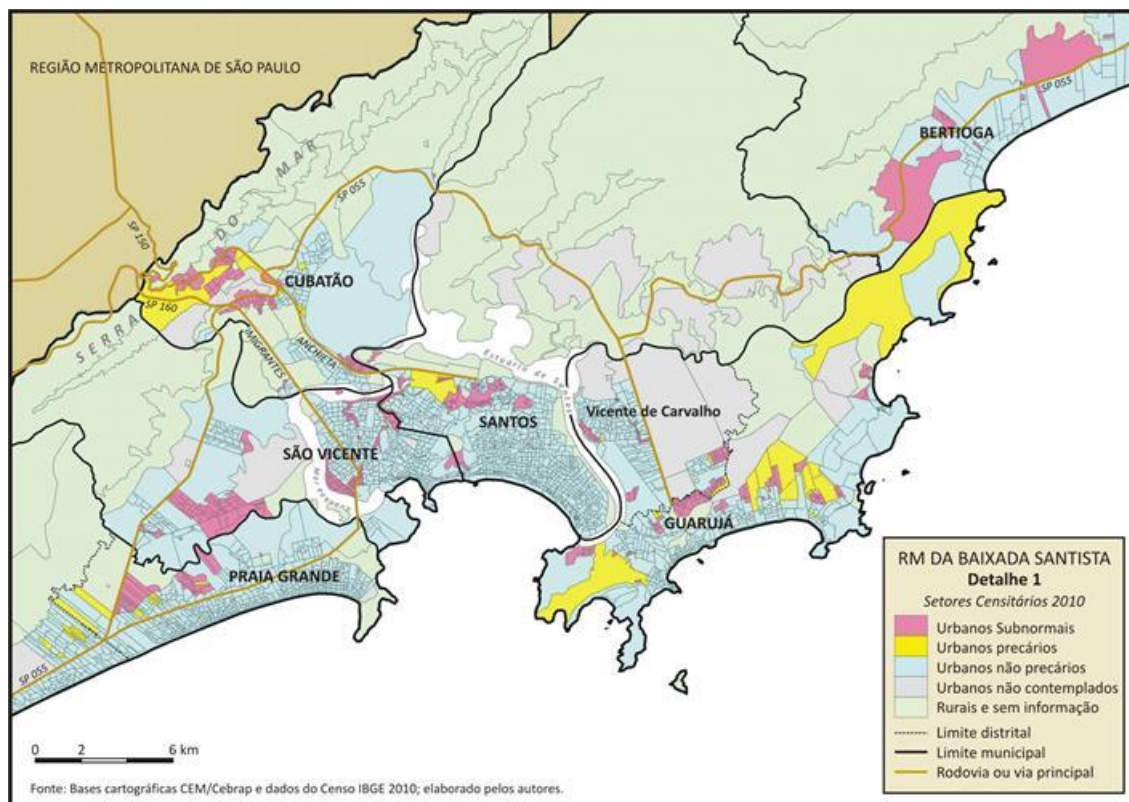 REGIÃO METROPOLITANA DE SÃO PAULO
SERRA DO MAR
SP 055
BERTIOGA
SP 055
SP 150
CUBATÃO
SP 160
IMIGRANTES
ANCHIETA
Estuário de Santos
SANTOS
Vicente de Carvalho
SÃO VICENTE
GUARUJÁ
PRAIA GRANDE
SP 055
RM DA BAIXADA SANTISTA
Detalhe 1
Setores Censitários 2010
Urbanos Subnormais
Urbanos precários
Urbanos não precários
Urbanos não contemplados
Rurais e sem informação
Limite distrital
Limite municipal
Rodovia ou via principal
0 2 6 km
Fonte: Bases cartográficas CEM/Cebrap e dados do Censo IBGE 2010; elaborado pelos autores.